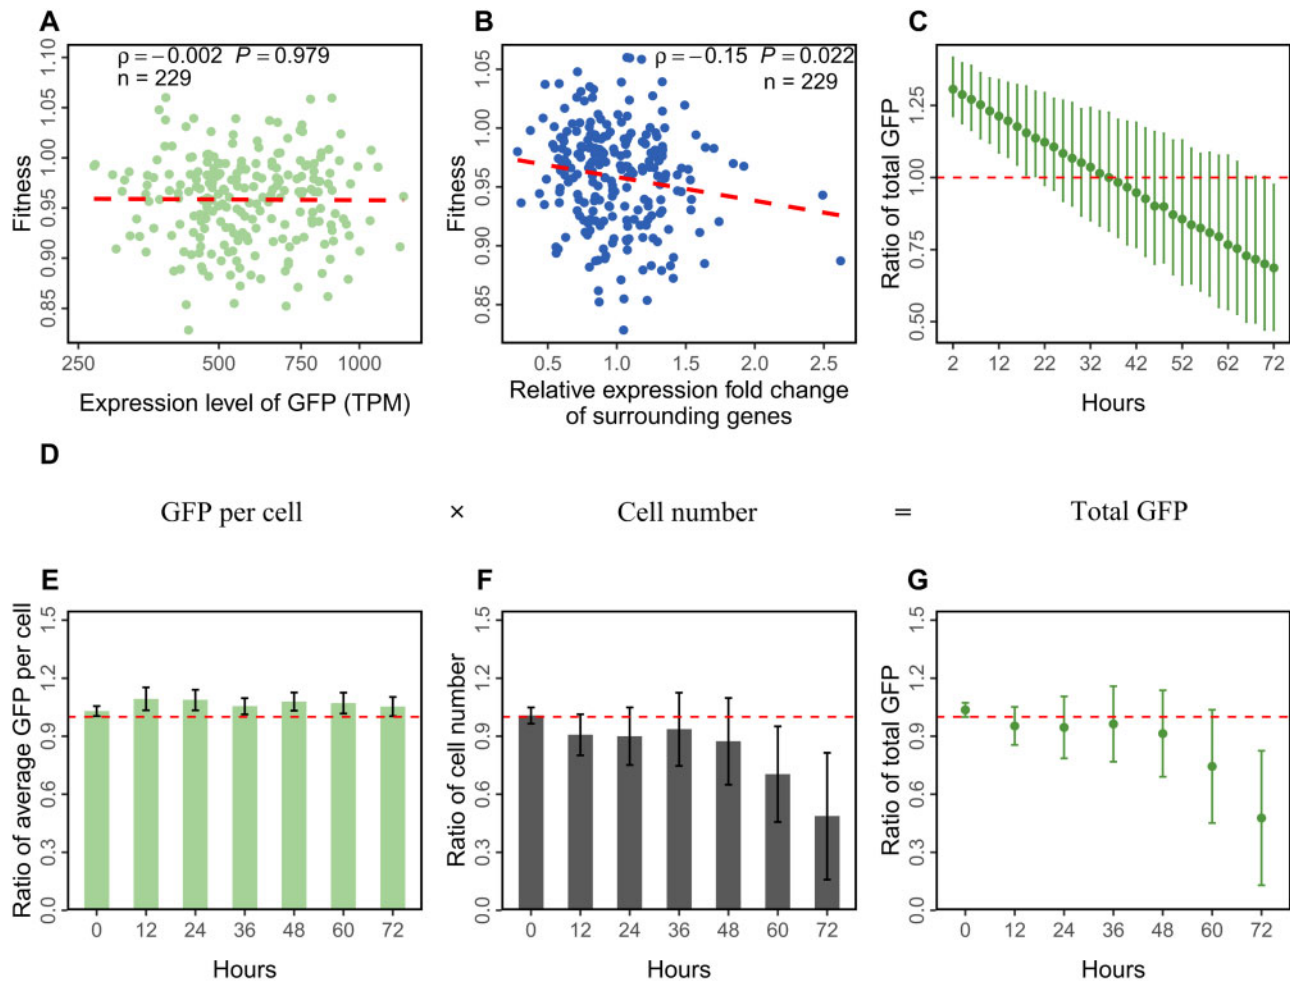 A
ρ = −0.002 P = 0.979
n = 229
Fitness
0.85 0.90 0.95 1.00 1.05 1.10
250 500 750 1000
Expression level of GFP (TPM)
B
ρ = −0.15 P = 0.022
n = 229
Fitness
0.85 0.90 0.95 1.00 1.05
0.5 1.0 1.5 2.0 2.5
Relative expression fold change
of surrounding genes
C
Ratio of total GFP
0.50 0.75 1.00 1.25
2 12 22 32 42 52 62 72
Hours
D
GFP per cell × Cell number = Total GFP
E
Ratio of average GFP per cell
0.0 0.3 0.6 0.9 1.2 1.5
0 12 24 36 48 60 72
Hours
F
Ratio of cell number
0.0 0.3 0.6 0.9 1.2 1.5
0 12 24 36 48 60 72
Hours
G
Ratio of total GFP
0.0 0.3 0.6 0.9 1.2 1.5
0 12 24 36 48 60 72
Hours